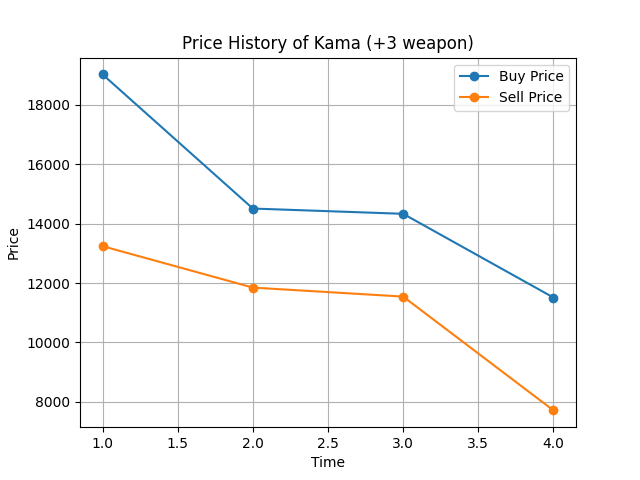 Price History of Kama (+3 weapon)
Buy Price
Sell Price
18000
16000
14000
12000
10000
8000
Price
1.0 1.5 2.0 2.5 3.0 3.5 4.0
Time